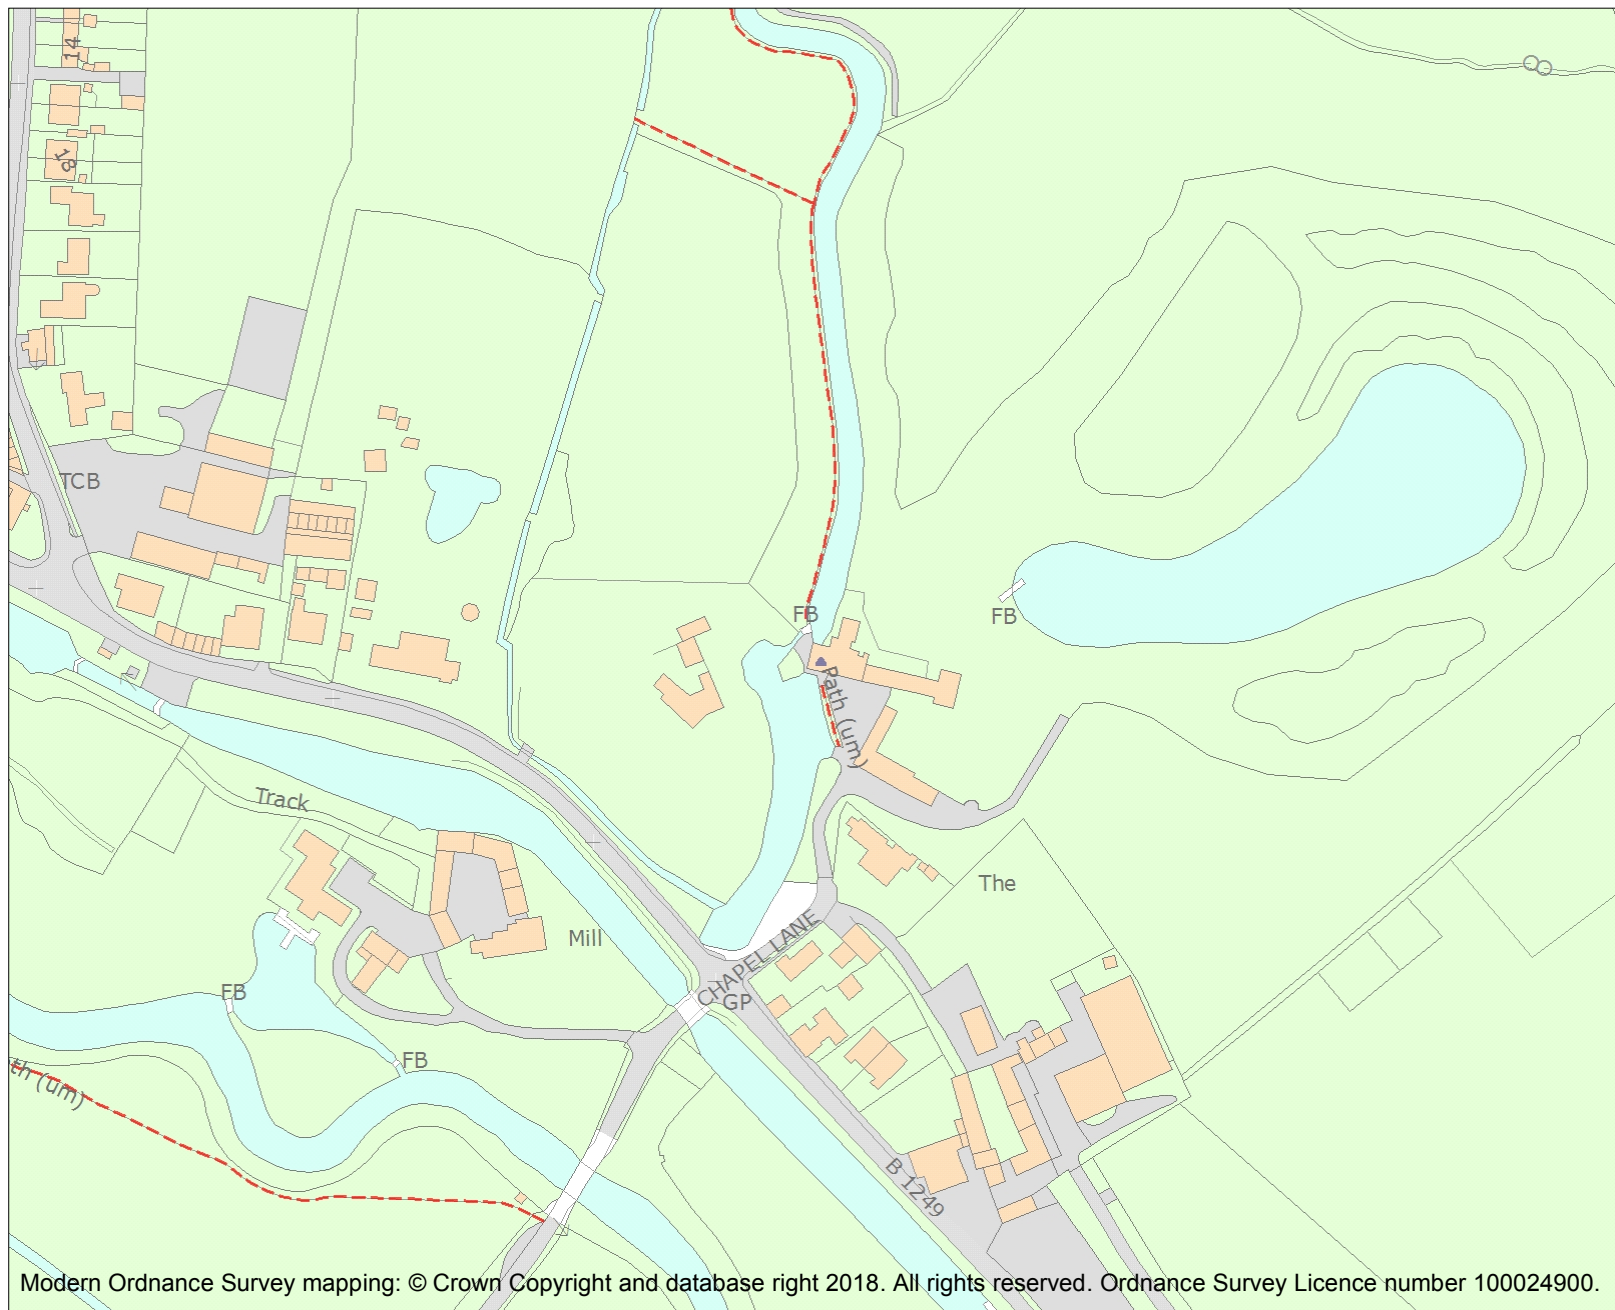 14
18
TCB
FB
FB
Path (um)
Track
The
Mill
CHAPEL LANE
GP
FB
FB
th (um)
B 1249
Modern Ordnance Survey mapping: © Crown Copyright and database right 2018. All rights reserved. Ordnance Survey Licence number 100024900.